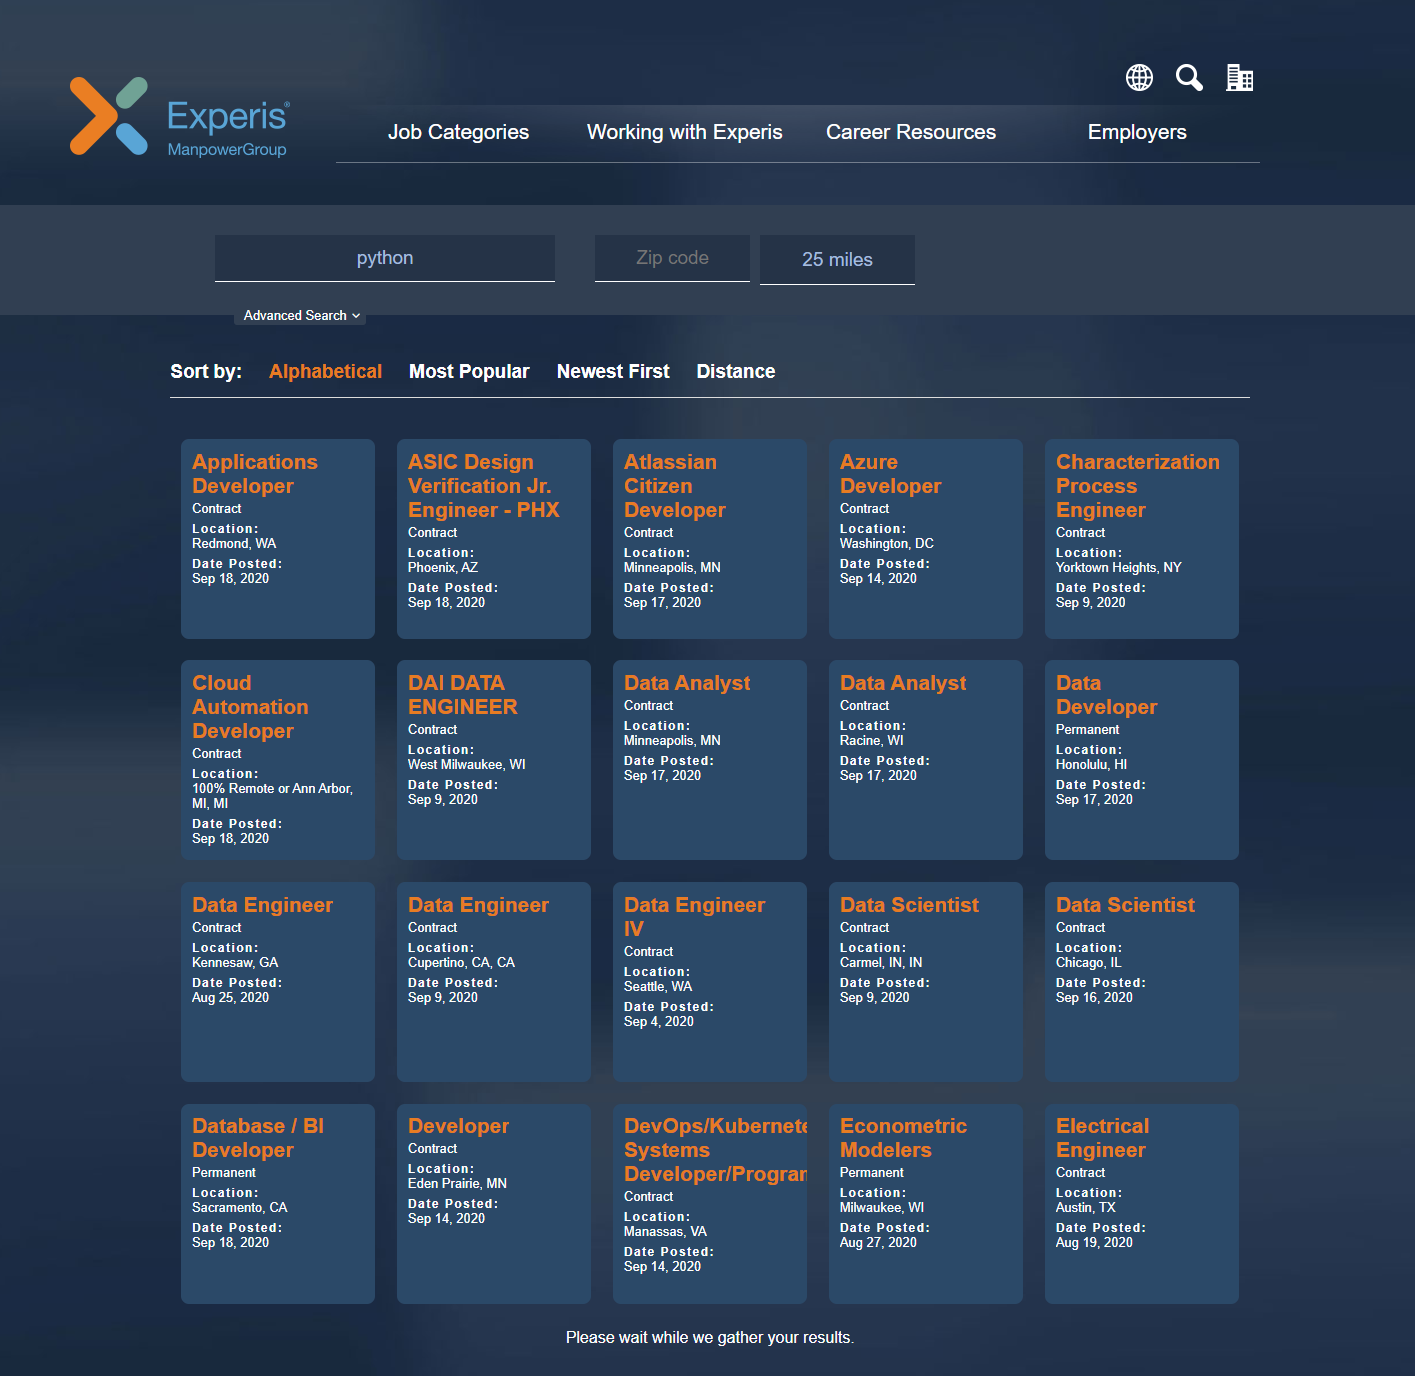 Experis®
ManpowerGroup
Job Categories
Working with Experis
Career Resources
Employers
python
Zip code
25 miles
Advanced Search
Sort by: Alphabetical Most Popular Newest First Distance
Applications
Developer
Contract
Location:
Redmond, WA
Date Posted:
Sep 18, 2020
ASIC Design
Verification Jr.
Engineer - PHX
Contract
Location:
Phoenix, AZ
Date Posted:
Sep 18, 2020
Atlassian
Citizen
Developer
Contract
Location:
Minneapolis, MN
Date Posted:
Sep 17, 2020
Azure
Developer
Contract
Location:
Washington, DC
Date Posted:
Sep 14, 2020
Characterization
Process
Engineer
Contract
Location:
Yorktown Heights, NY
Date Posted:
Sep 9, 2020
Cloud
Automation
Developer
Contract
Location:
100% Remote or Ann Arbor,
MI, MI
Date Posted:
Sep 18, 2020
DAI DATA
ENGINEER
Contract
Location:
West Milwaukee, WI
Date Posted:
Sep 9, 2020
Data Analyst
Contract
Location:
Minneapolis, MN
Date Posted:
Sep 17, 2020
Data Analyst
Contract
Location:
Racine, WI
Date Posted:
Sep 17, 2020
Data
Developer
Permanent
Location:
Honolulu, HI
Date Posted:
Sep 17, 2020
Data Engineer
Contract
Location:
Kennesaw, GA
Date Posted:
Aug 25, 2020
Data Engineer
Contract
Location:
Cupertino, CA, CA
Date Posted:
Sep 9, 2020
Data Engineer
IV
Contract
Location:
Seattle, WA
Date Posted:
Sep 4, 2020
Data Scientist
Contract
Location:
Carmel, IN, IN
Date Posted:
Sep 9, 2020
Data Scientist
Contract
Location:
Chicago, IL
Date Posted:
Sep 16, 2020
Database / BI
Developer
Permanent
Location:
Sacramento, CA
Date Posted:
Sep 18, 2020
Developer
Contract
Location:
Eden Prairie, MN
Date Posted:
Sep 14, 2020
DevOps/Kubernete
Systems
Developer/Program
Contract
Location:
Manassas, VA
Date Posted:
Sep 14, 2020
Econometric
Modelers
Permanent
Location:
Milwaukee, WI
Date Posted:
Aug 27, 2020
Electrical
Engineer
Contract
Location:
Austin, TX
Date Posted:
Aug 19, 2020
Please wait while we gather your results.